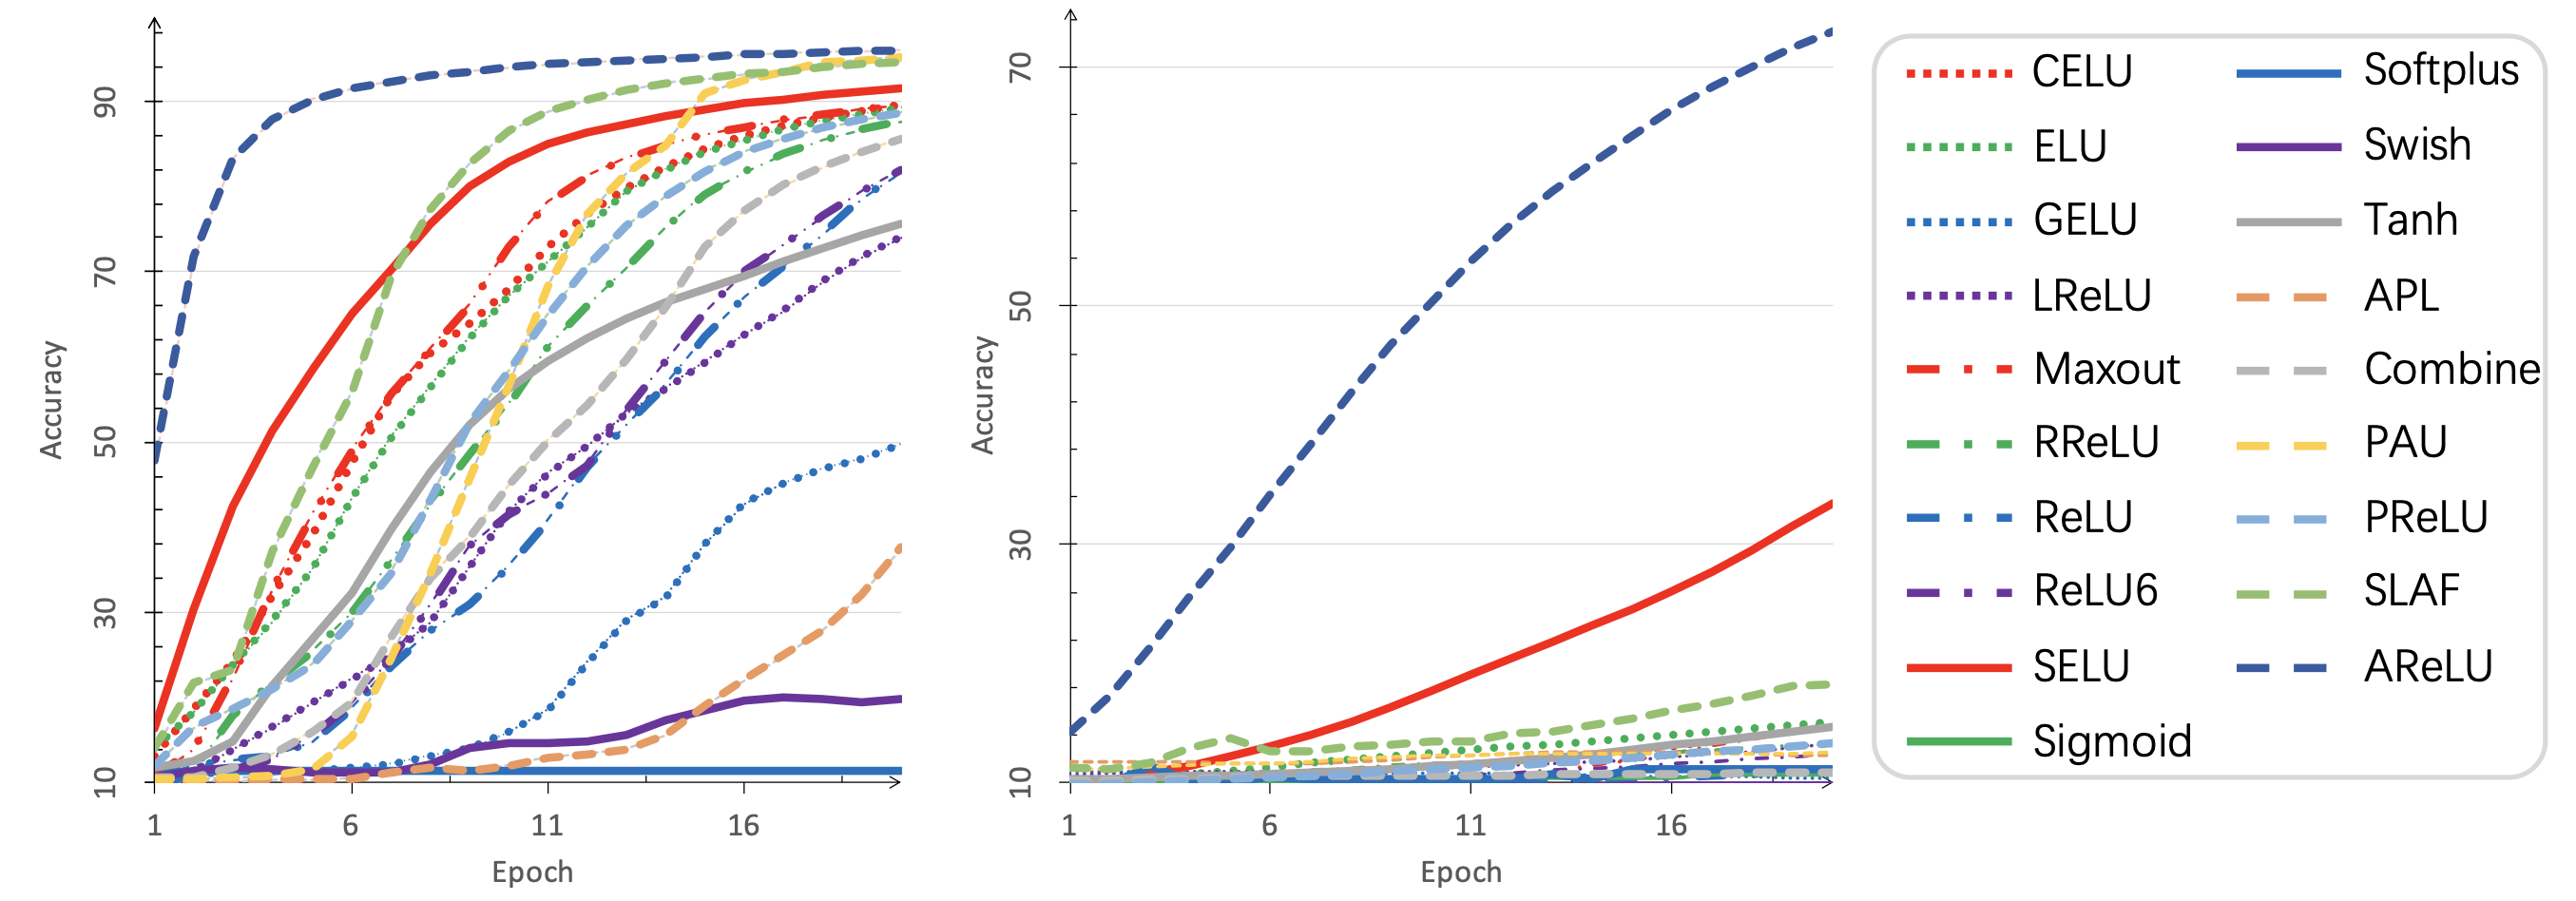 Accuracy
90
70
50
30
10
1 6 11 16
Epoch
Accuracy
70
50
30
10
1 6 11 16
Epoch
CELU
ELU
GELU
LReLU
Maxout
RReLU
ReLU
ReLU6
SELU
Sigmoid
Softplus
Swish
Tanh
APL
Combine
PAU
PReLU
SLAF
AReLU